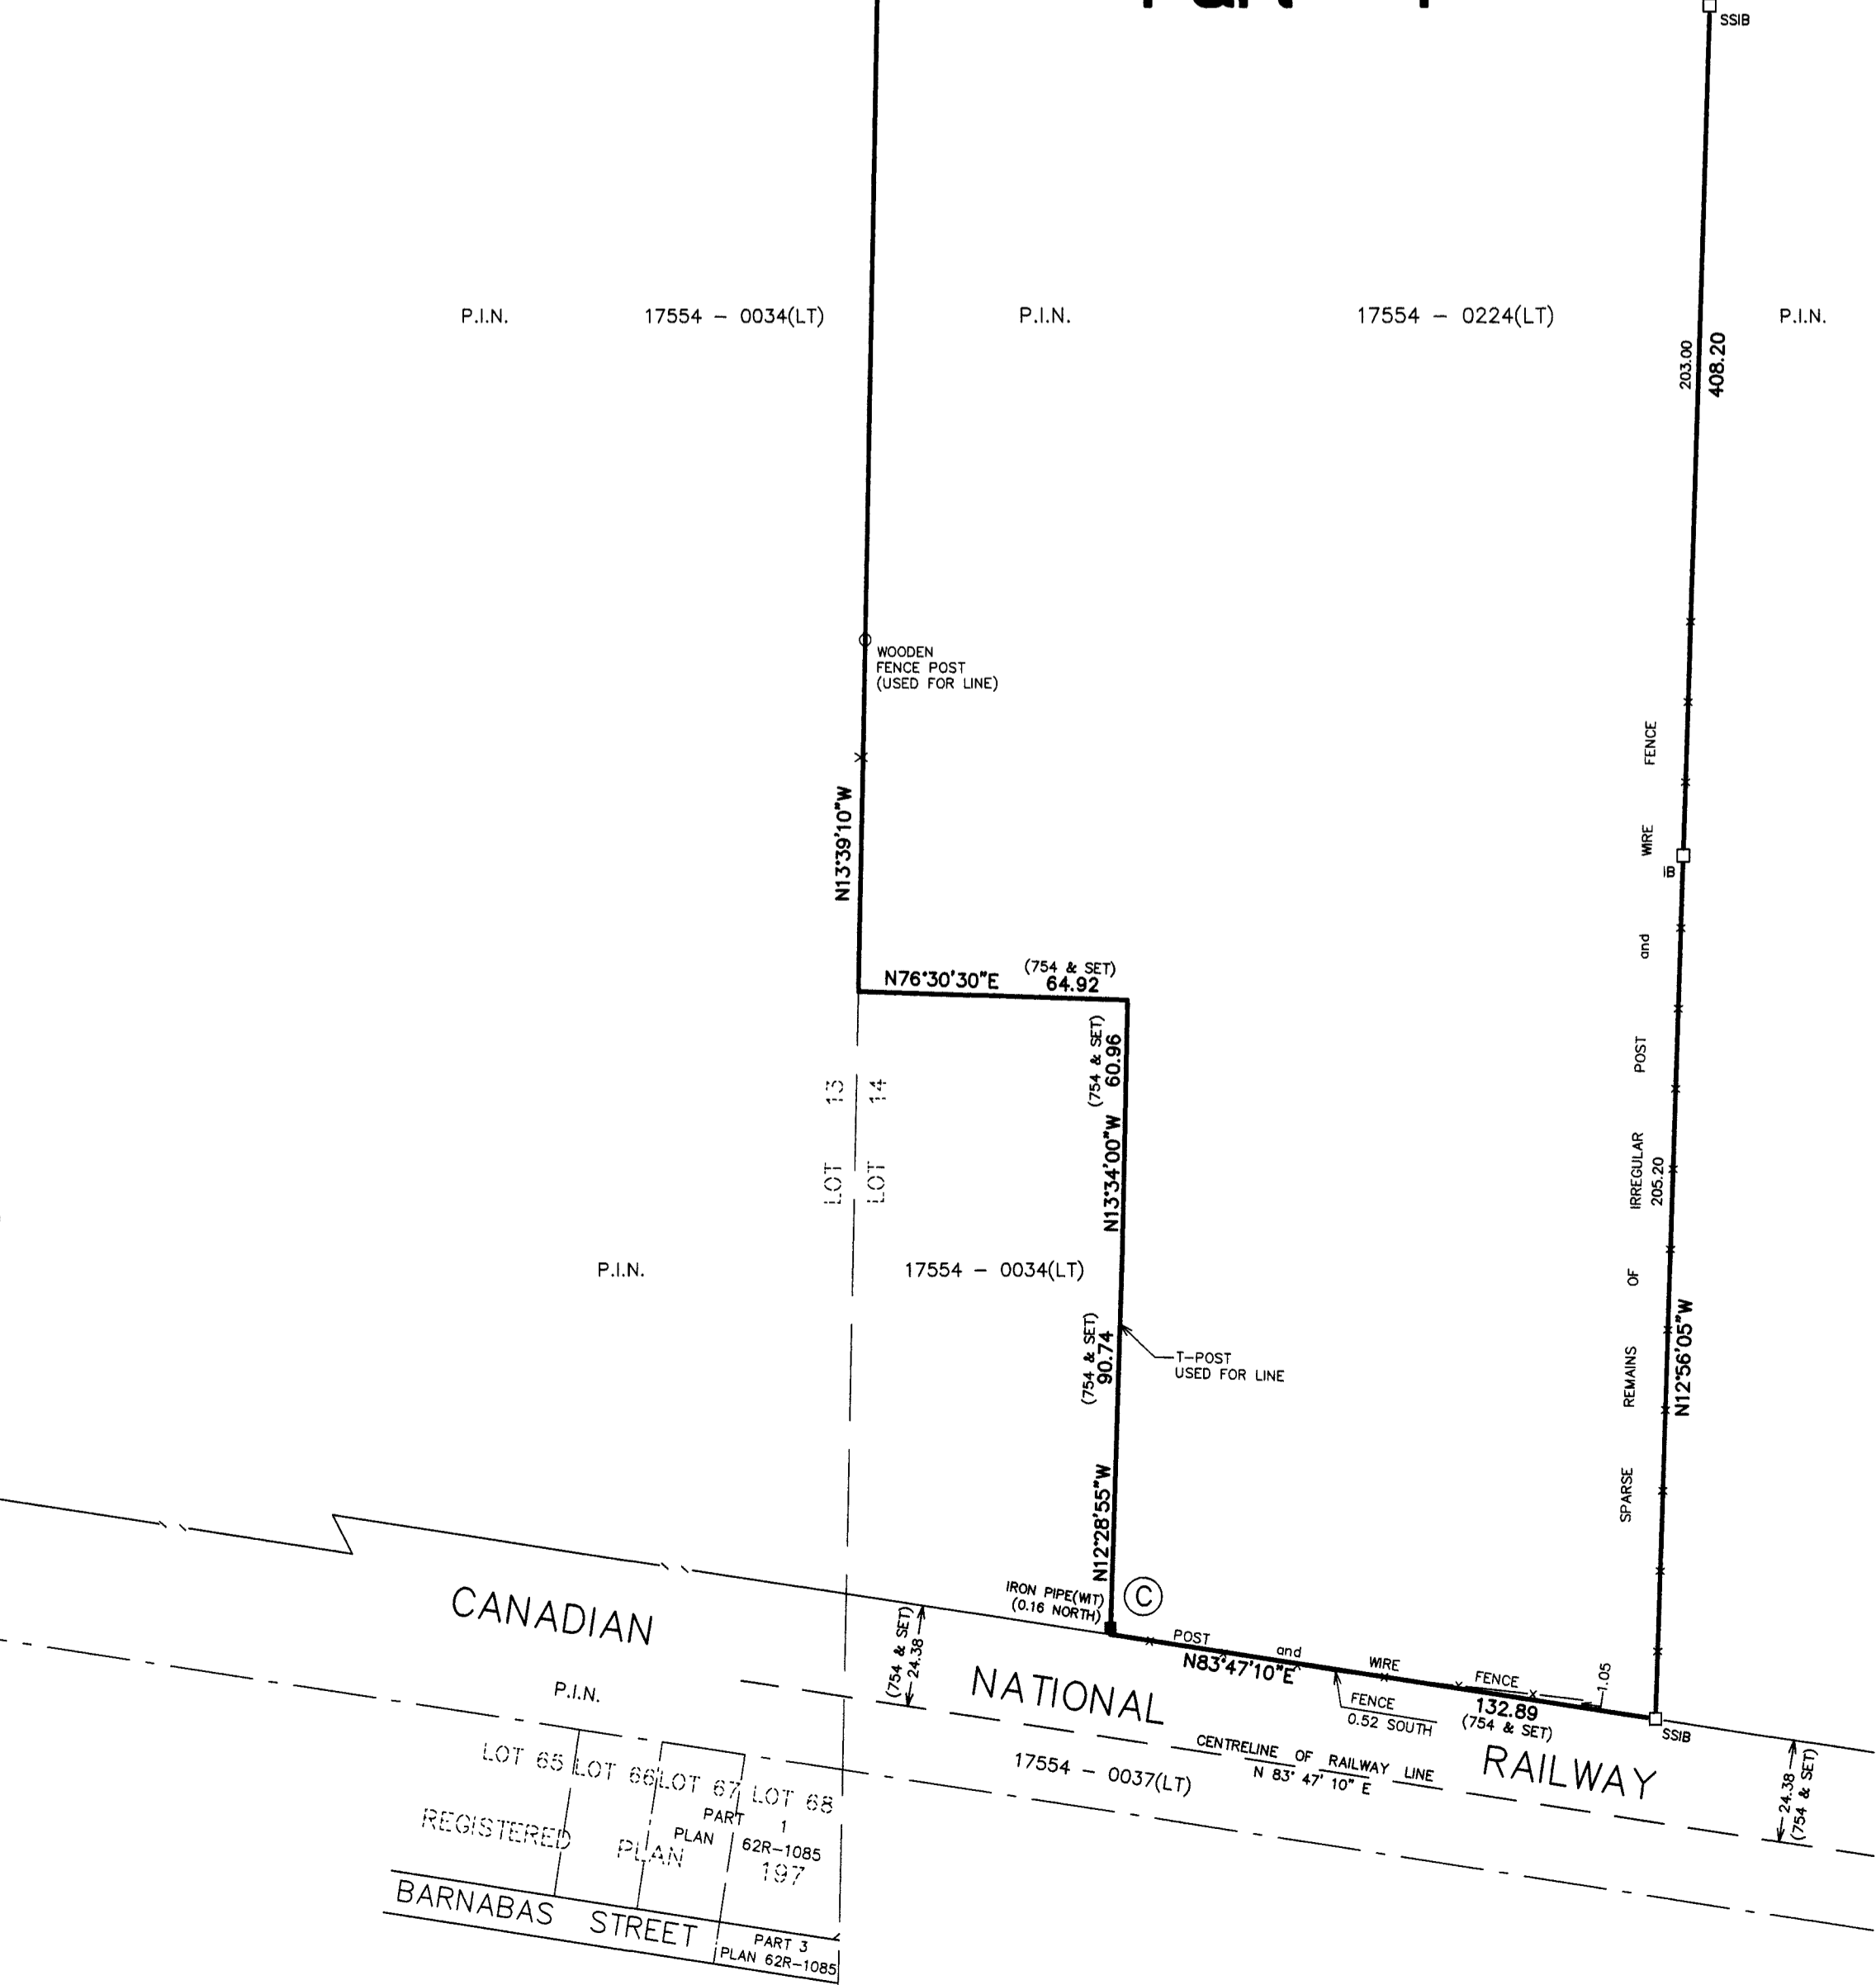 Part 1
SSIB
P.I.N. 17554 - 0034(LT) P.I.N. 17554 - 0224(LT) P.I.N.
203.00
408.20
WOODEN
FENCE POST
(USED FOR LINE)
N13°39'10"W
IB
N76°30'30"E
(754 & SET)
64.92
(754 & SET)
60.96
N13°34'00"W
LOT 13
LOT 14
SPARSE REMAINS OF IRREGULAR POST and WIRE FENCE
205.20
N12°56'05"W
P.I.N. 17554 - 0034(LT)
(754 & SET)
90.74
T-POST
USED FOR LINE
N12°28'55"W
IRON PIPE(WIT)
(0.16 NORTH)
C
POST and WIRE FENCE
N83°47'10"E
FENCE
0.52 SOUTH
132.89
(754 & SET)
1.05
SSIB
CANADIAN NATIONAL RAILWAY
(754 & SET)
24.38
CENTRELINE OF RAILWAY LINE
N 83° 47' 10" E
24.38
(754 & SET)
P.I.N. 17554 - 0037(LT)
LOT 65 LOT 66 LOT 67 LOT 68
PART 1
PLAN 62R-1085
REGISTERED PLAN 197
BARNABAS STREET
PART 3
PLAN 62R-1085